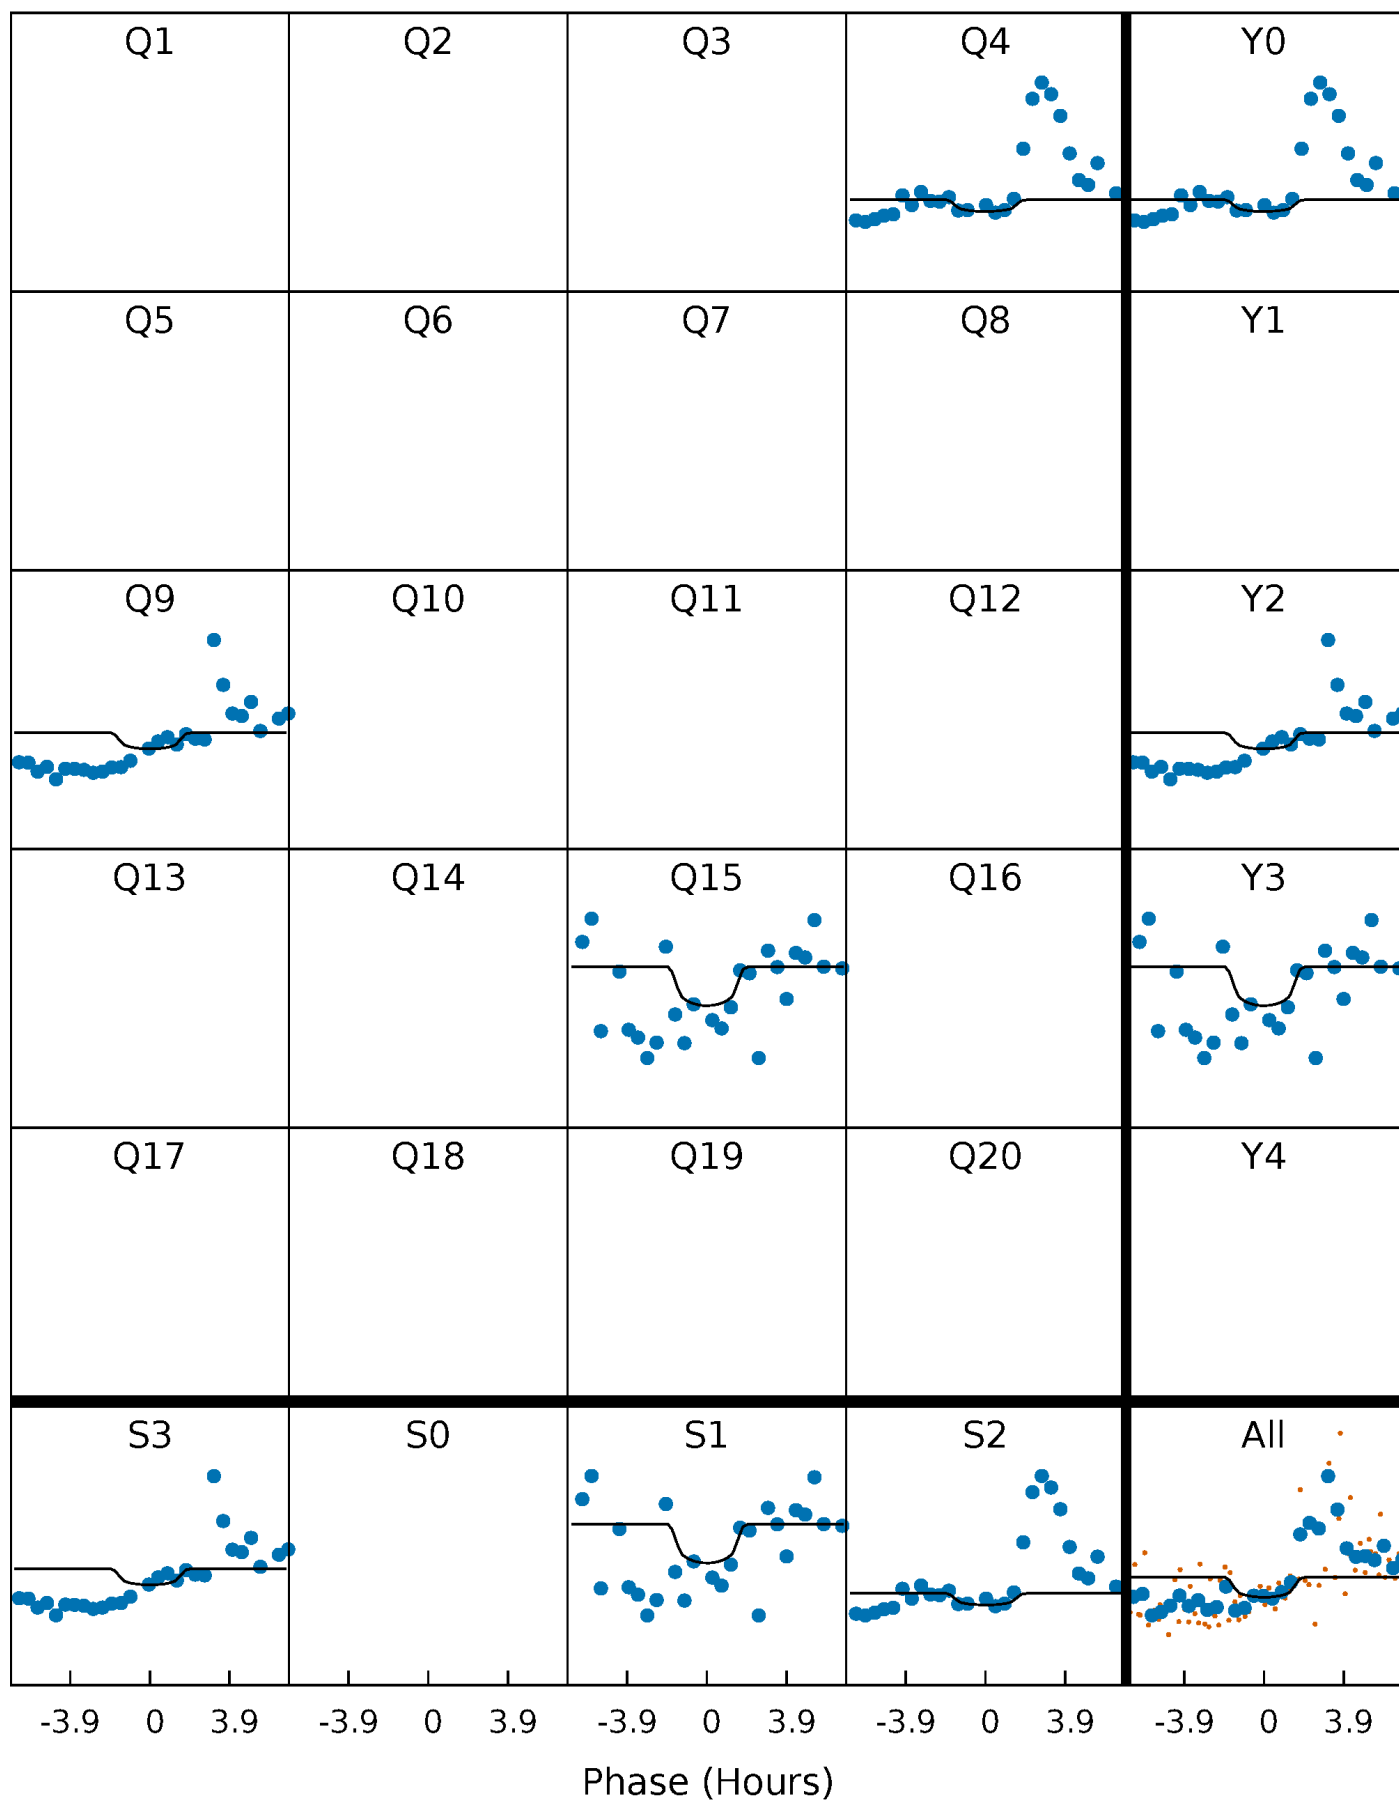 Q1 Q2 Q3 Q4 Y0
Q5 Q6 Q7 Q8 Y1
Q9 Q10 Q11 Q12 Y2
Q13 Q14 Q15 Q16 Y3
Q17 Q18 Q19 Q20 Y4
S3 S0 S1 S2 All
-3.9 0 3.9 -3.9 0 3.9 -3.9 0 3.9 -3.9 0 3.9 -3.9 0 3.9
Phase (Hours)